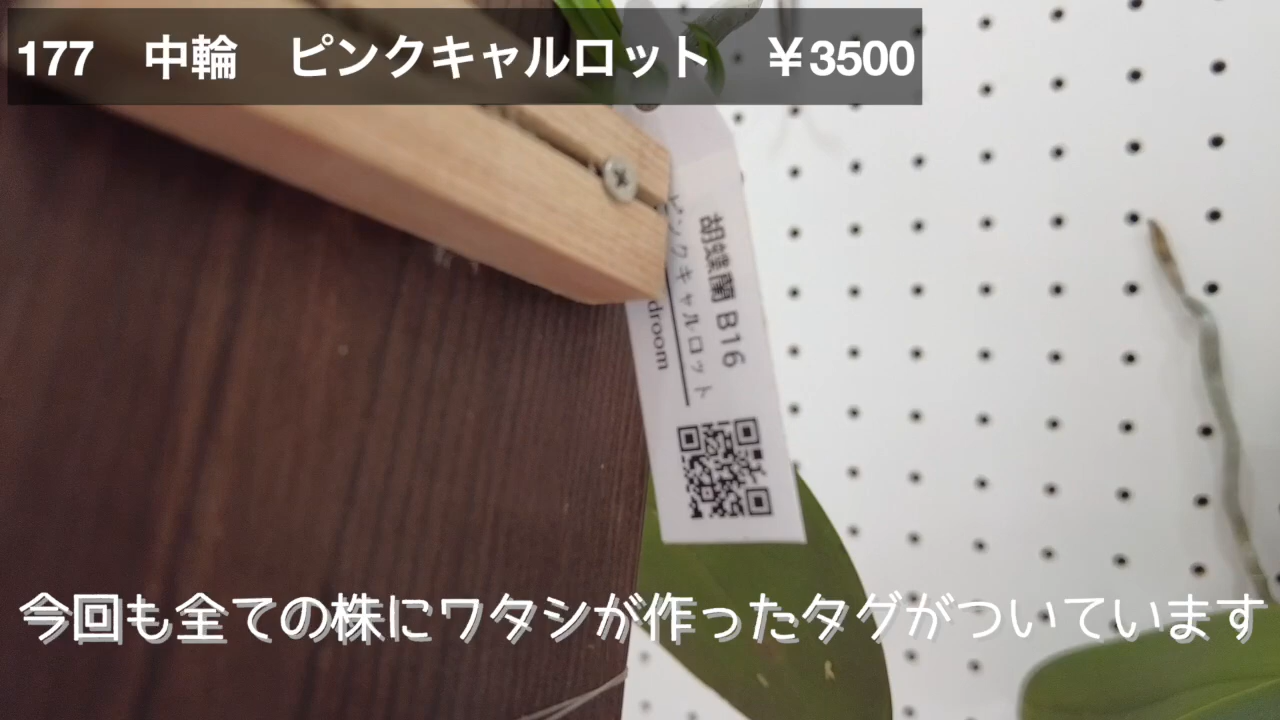 177　中輪　ピンクキャルロット　￥3500
胡蝶蘭 B16
ピンクキャルロット
droom
今回も全ての株にワタシが作ったタグがついています